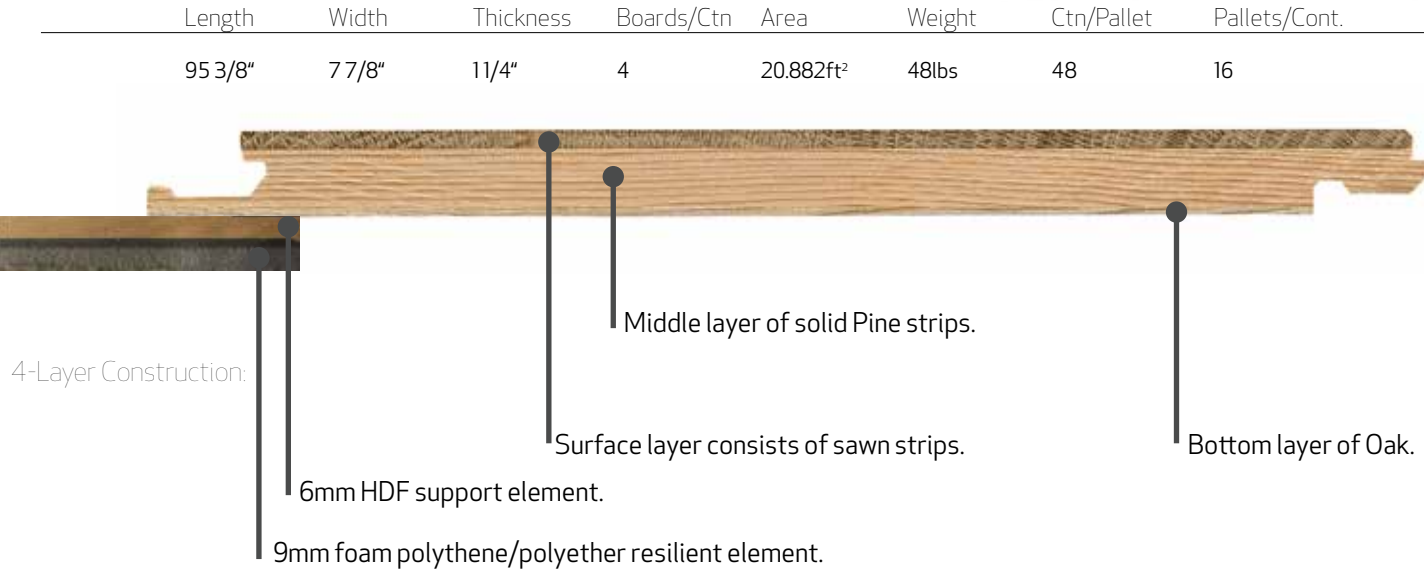 Length Width Thickness Boards/Ctn Area Weight Ctn/Pallet Pallets/Cont.
95 3/8" 7 7/8" 1 1/4" 4 20.882ft² 48lbs 48 16
Middle layer of solid Pine strips.
4-Layer Construction:
Surface layer consists of sawn strips.
Bottom layer of Oak.
6mm HDF support element.
9mm foam polythene/polyether resilient element.